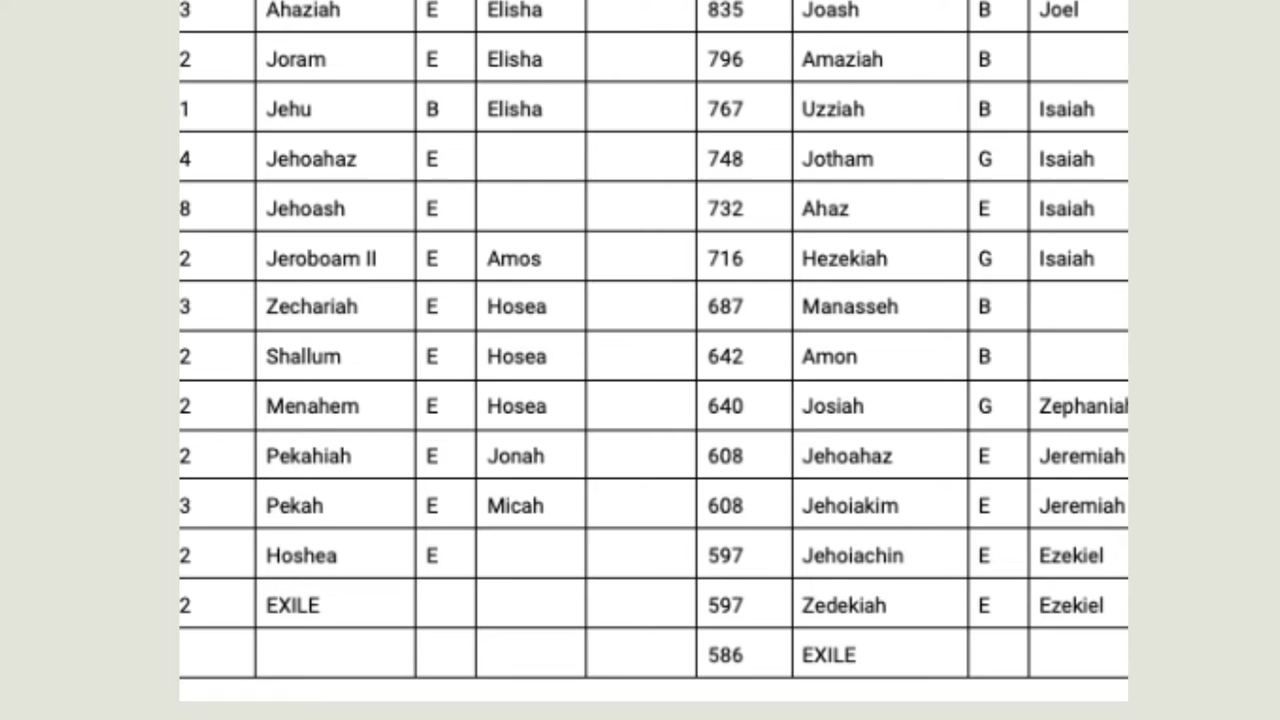 3 Ahaziah E Elisha 835 Joash B Joel
2 Joram E Elisha 796 Amaziah B
1 Jehu B Elisha 767 Uzziah B Isaiah
4 Jehoahaz E 748 Jotham G Isaiah
8 Jehoash E 732 Ahaz E Isaiah
2 Jeroboam II E Amos 716 Hezekiah G Isaiah
3 Zechariah E Hosea 687 Manasseh B
2 Shallum E Hosea 642 Amon B
2 Menahem E Hosea 640 Josiah G Zephaniah
2 Pekahiah E Jonah 608 Jehoahaz E Jeremiah
3 Pekah E Micah 608 Jehoiakim E Jeremiah
2 Hoshea E 597 Jehoiachin E Ezekiel
2 EXILE 597 Zedekiah E Ezekiel
586 EXILE